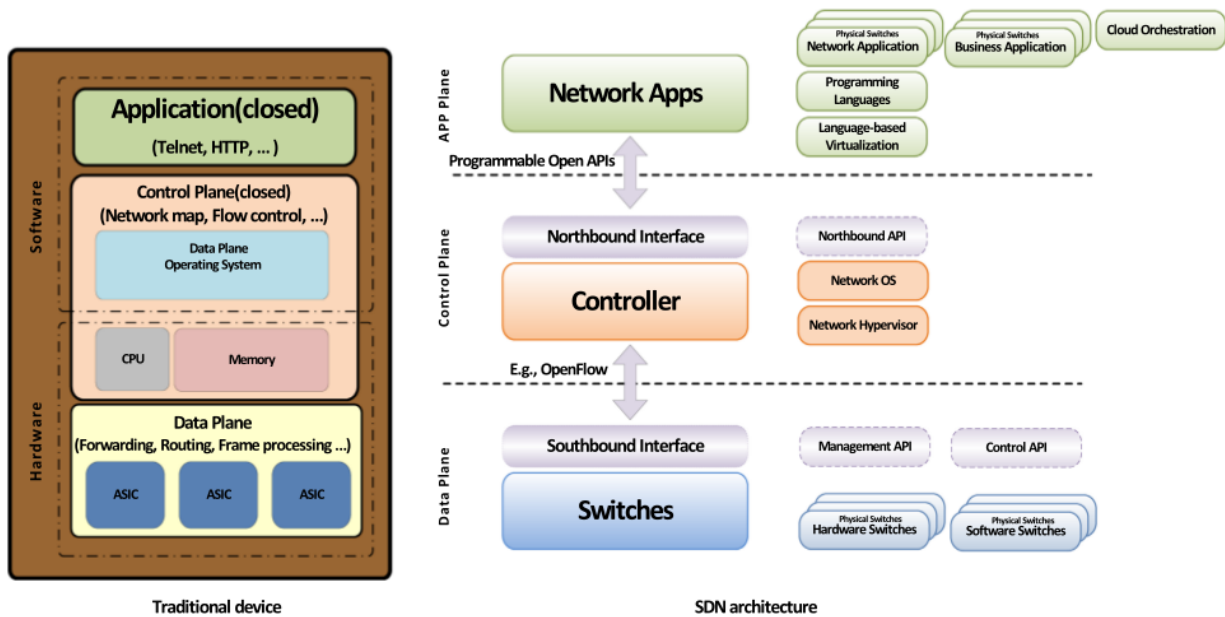 Software
Hardware
Application(closed)
(Telnet, HTTP, ... )
Control Plane(closed)
(Network map, Flow control, ...)
Data Plane
Operating System
CPU
Memory
Data Plane
(Forwarding, Routing, Frame processing ...)
ASIC
ASIC
ASIC
Traditional device
APP Plane
Network Apps
Physical Switches
Network Application
Physical Switches
Business Application
Cloud Orchestration
Programming
Languages
Language-based
Virtualization
Programmable Open APIs
Control Plane
Northbound Interface
Northbound API
Controller
Network OS
Network Hypervisor
E.g., OpenFlow
Data Plane
Southbound Interface
Management API
Control API
Switches
Physical Switches
Hardware Switches
Physical Switches
Software Switches
SDN architecture